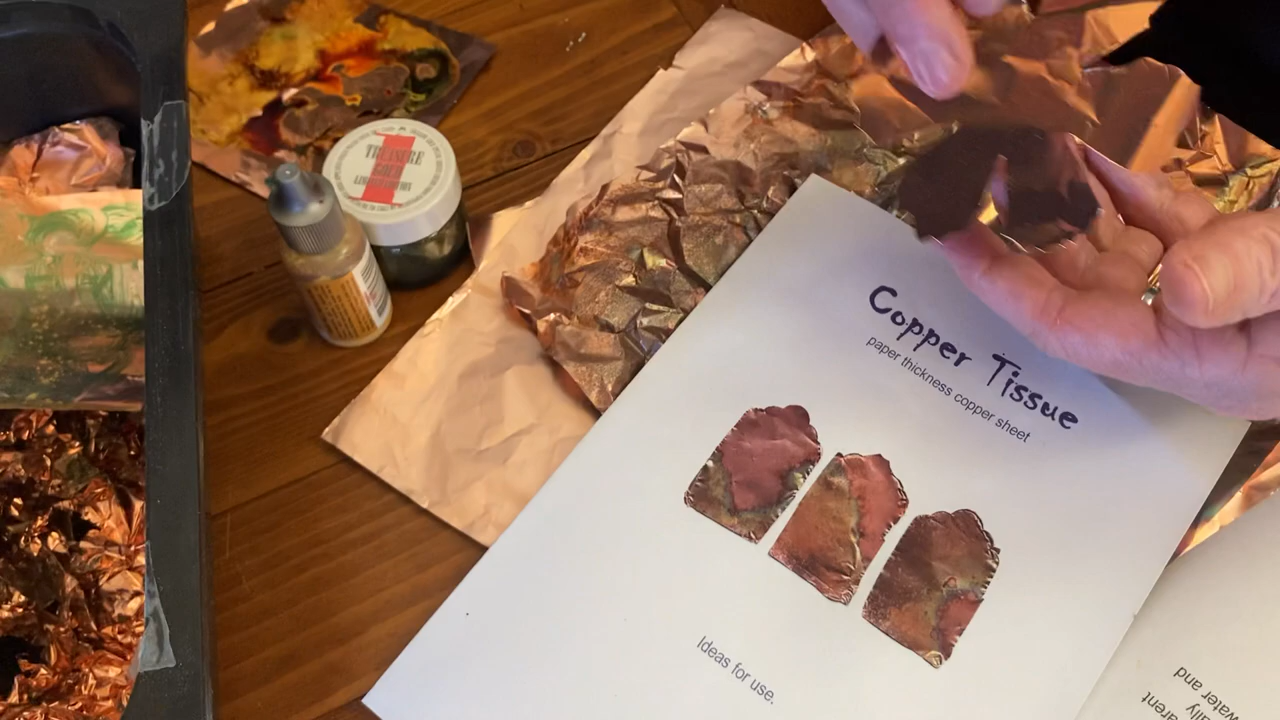 TREASURE
GOLD
Copper Tissue
paper thickness copper sheet
Ideas for use.
water and